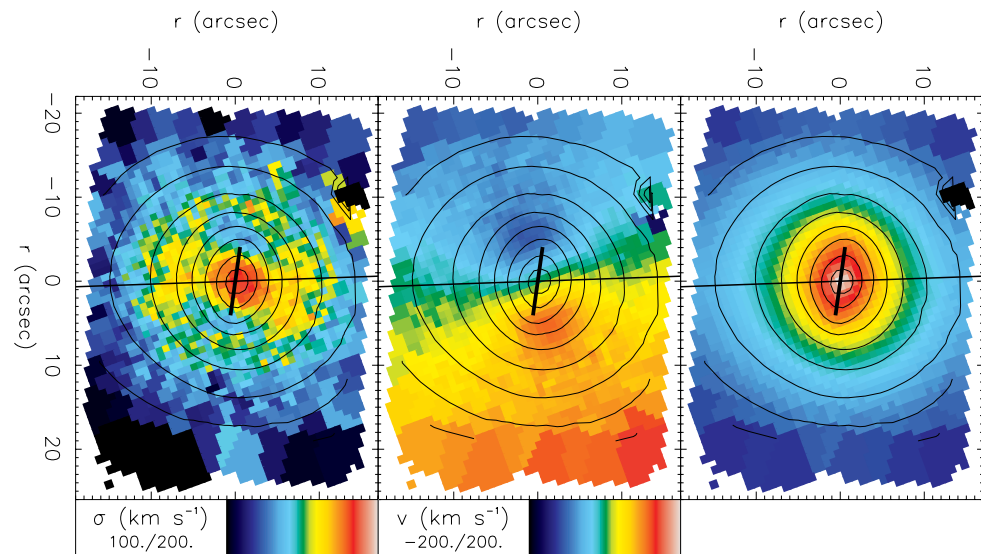 r (arcsec) r (arcsec) r (arcsec)
−10 0 10 −10 0 10 −10 0 10
−20
−10
0
10
20
r (arcsec)
σ (km s⁻¹)
100./200.
v (km s⁻¹)
−200./200.